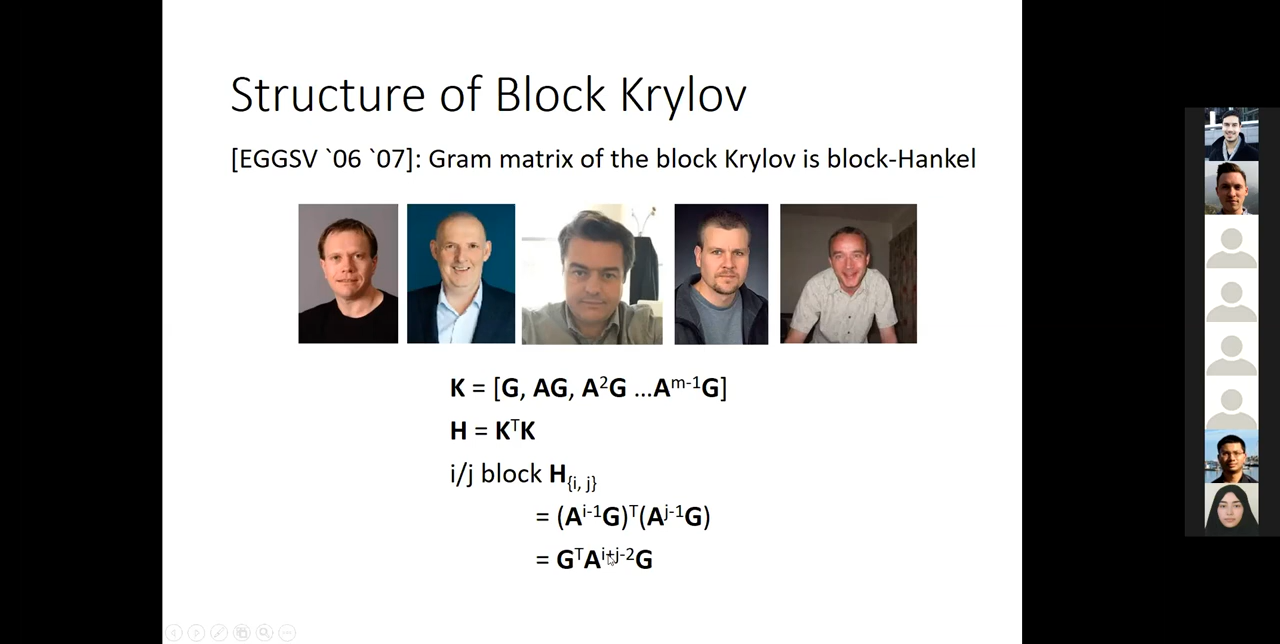 Structure of Block Krylov
[EGGSV `06 `07]: Gram matrix of the block Krylov is block-Hankel
K = [G, AG, A²G ...Aᵐ⁻¹G]
H = KᵀK
i/j block H{i, j}
= (Aⁱ⁻¹G)ᵀ(Aʲ⁻¹G)
= GᵀAⁱ⁺ʲ⁻²G